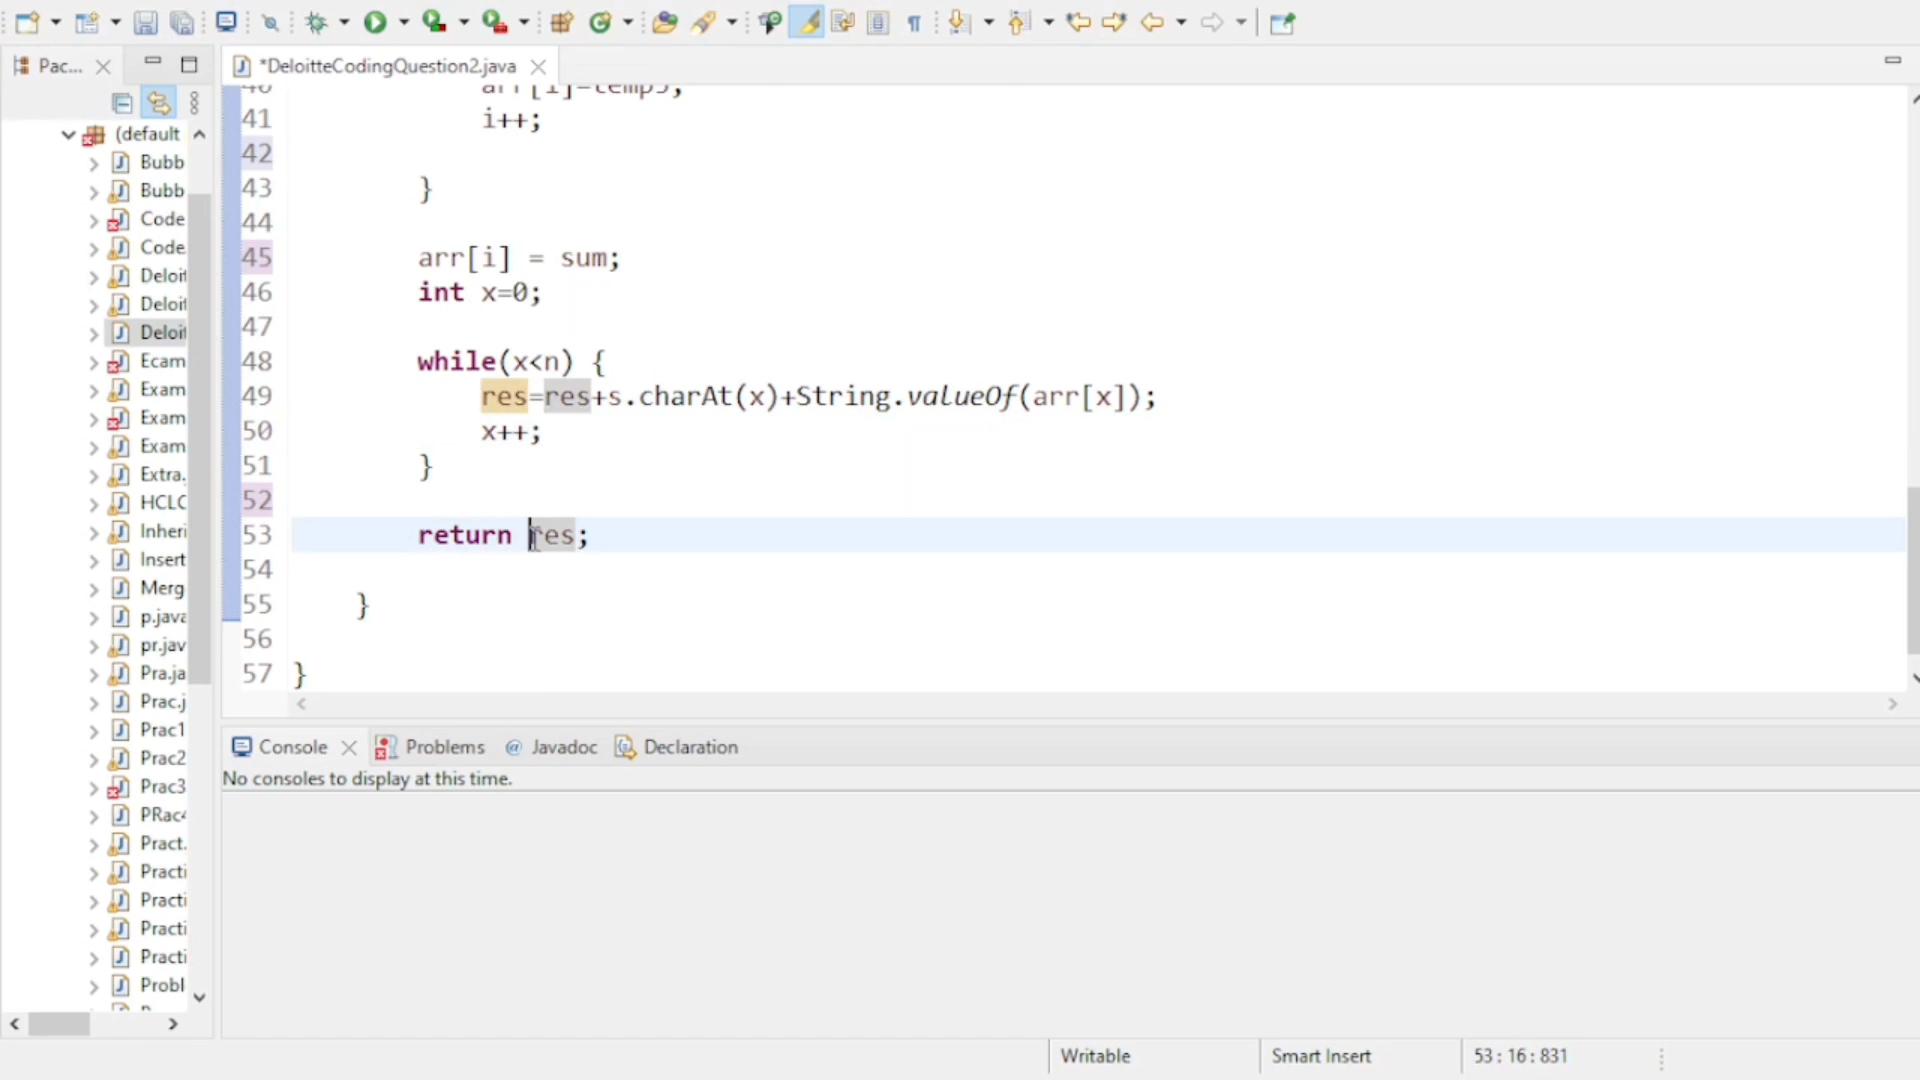 Pac...
*DeloitteCodingQuestion2.java
(default
Bubb
Bubb
Code
Code
Deloit
Deloit
Deloit
Ecam
Exam
Exam
Exam
Extra.
HCLC
Inheri
Insert
Merg
p.java
pr.jav
Pra.ja
Prac.j
Prac1
Prac2
Prac3
PRac4
Pract.
Practi
Practi
Practi
Practi
Probl
40 arr[i]=temp5;
41 i++;
42
43 }
44
45 arr[i] = sum;
46 int x=0;
47
48 while(x<n) {
49 res=res+s.charAt(x)+String.valueOf(arr[x]);
50 x++;
51 }
52
53 return res;
54
55 }
56
57 }
Console Problems @ Javadoc Declaration
No consoles to display at this time.
Writable Smart Insert 53 : 16 : 831